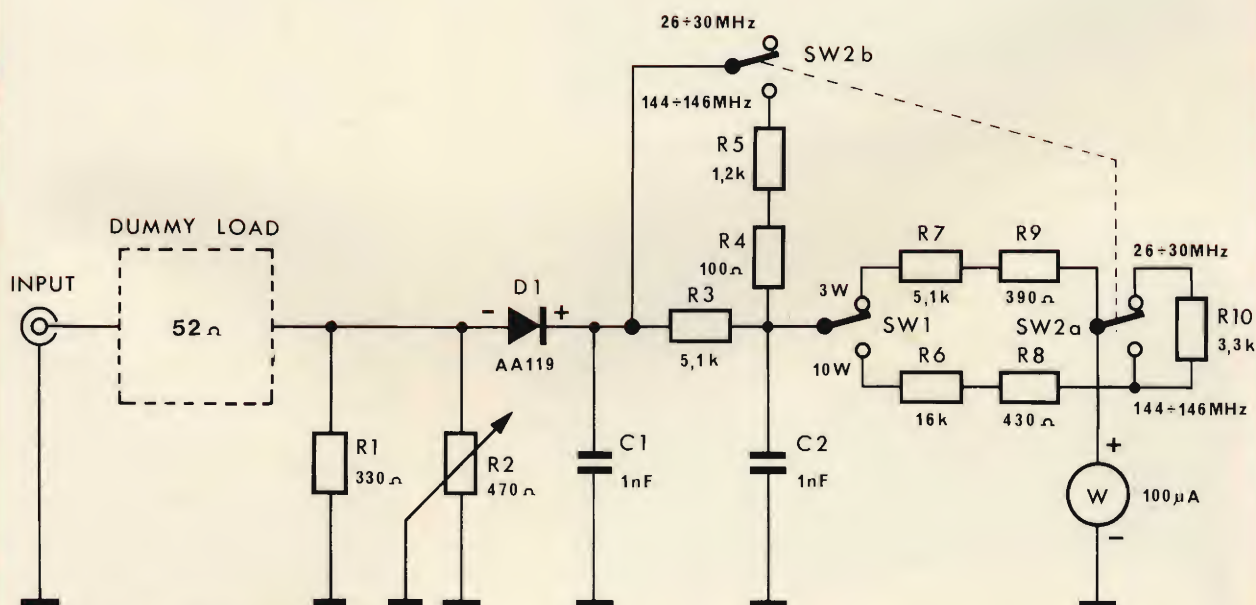 26÷30MHz
SW2b
144÷146MHz
R5
1,2k
DUMMY LOAD
R4
100Ω
R7
R9
26÷30MHz
INPUT
D1
R3
3W
5,1k
390Ω
- +
52Ω
SW1
SW2a
R10
3,3k
AA119
5,1k
10W
R6
R8
16k
430Ω
144÷146MHz
R1
330Ω
R2
470Ω
C1
1nF
C2
1nF
+
W
100µA
-